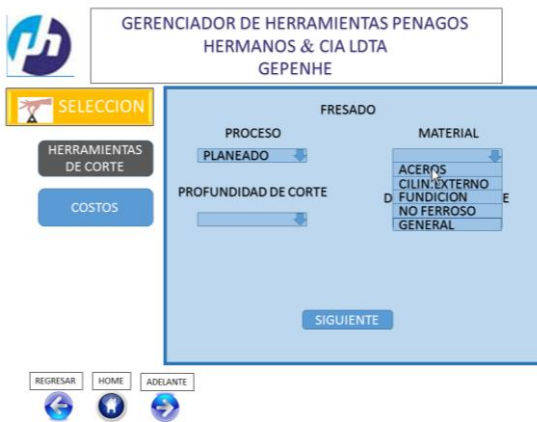 GERENCIADOR DE HERRAMIENTAS PENAGOS
HERMANOS & CIA LDTA
GEPENHE
SELECCION
HERRAMIENTAS
DE CORTE
COSTOS
FRESADO
PROCESO
PLANEADO
PROFUNDIDAD DE CORTE
MATERIAL
ACEROS
CILIN.EXTERNO
FUNDICION
NO FERROSO
GENERAL
SIGUIENTE
REGRESAR
HOME
ADELANTE